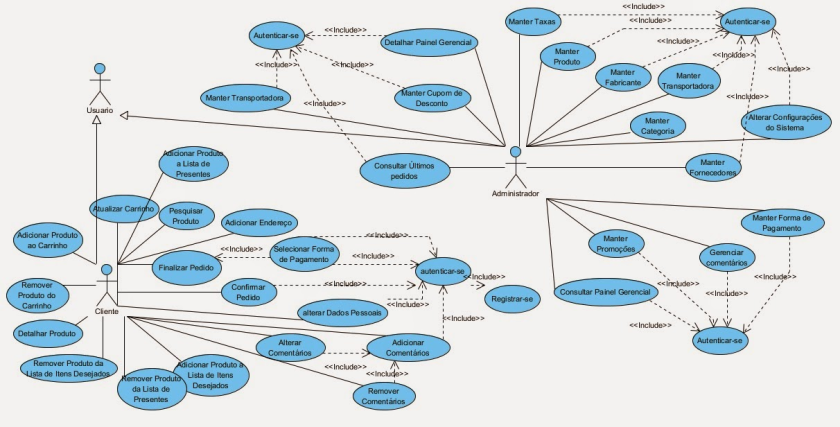 Manter Taxas
<<Include>>
Autenticar-se
Autenticar-se
<<Include>>
Detalhar Painel Gerencial
<<Include>>
Manter
Produto
<<Include>>
<<Include>>
<<Include>>
Manter
Fabricante
Manter
Transportadora
<<Include>>
<<Include>>
Manter Transportadora
Manter Cupom de
Desconto
<<Include>>
Usuario
Manter
Categoria
Alterar Configurações
do Sistema
Adicionar Produto
a Lista de
Presentes
Consultar Últimos
pedidos
Administrador
Manter
Fornecedores
Atualizar Carrinho
Pesquisar
Produto
Adicionar Endereço
Manter Forma de
Pagamento
Adicionar Produto
ao Carrinho
<<Include>>
Manter
Promoções
<<Include>>
Selecionar Forma
de Pagamento
Gerenciar
comentários
Finalizar Pedido
<<Include>>
autenticar-se
<<Include>>
<<Include>>
<<Include>>
Remover
Produto do
Carrinho
Confirmar
Pedido
<<Include>>
Registrar-se
Consultar Painel Gerencial
<<Include>>
Cliente
alterar Dados Pessoais
<<Include>>
<<Include>>
<<Include>>
Detalhar Produto
Alterar
Comentários
Adicionar
Comentários
Autenticar-se
Remover Produto da
Lista de Itens Desejados
Adicionar Produto a
Lista de Itens
Desejados
<<Include>>
<<Include>>
Remover Produto
da Lista de
Presentes
Remover
Comentários